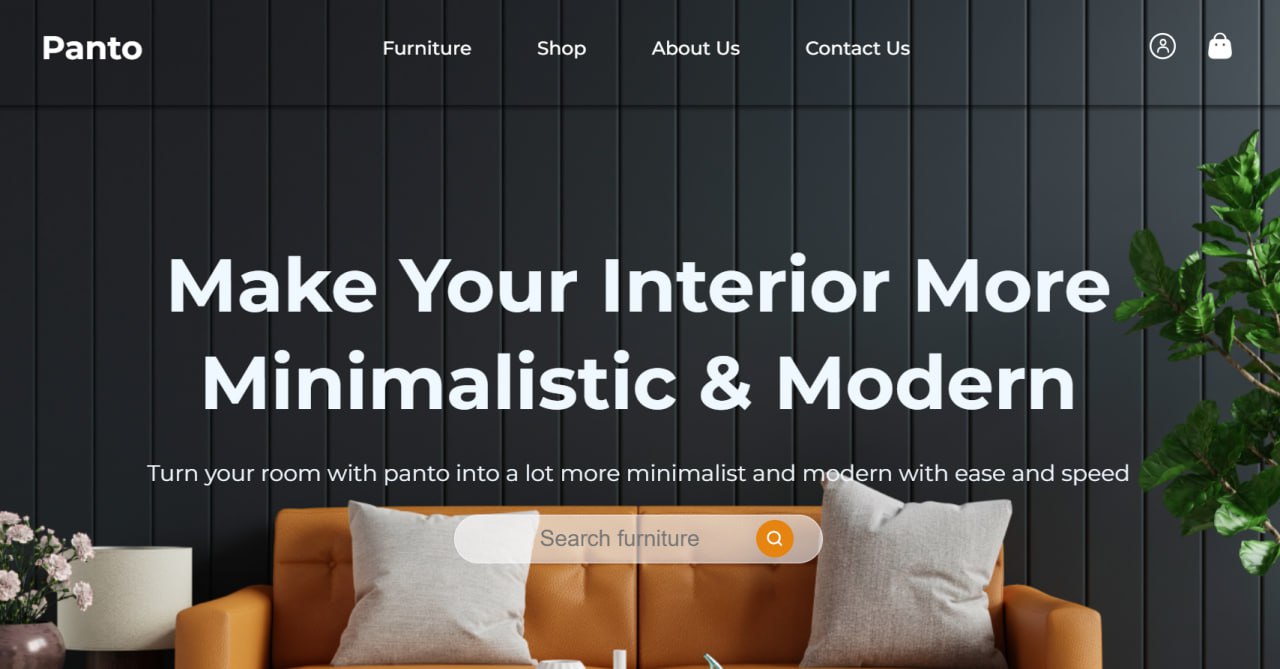 Panto
Furniture
Shop
About Us
Contact Us
Make Your Interior More
Minimalistic & Modern
Turn your room with panto into a lot more minimalist and modern with ease and speed
Search furniture